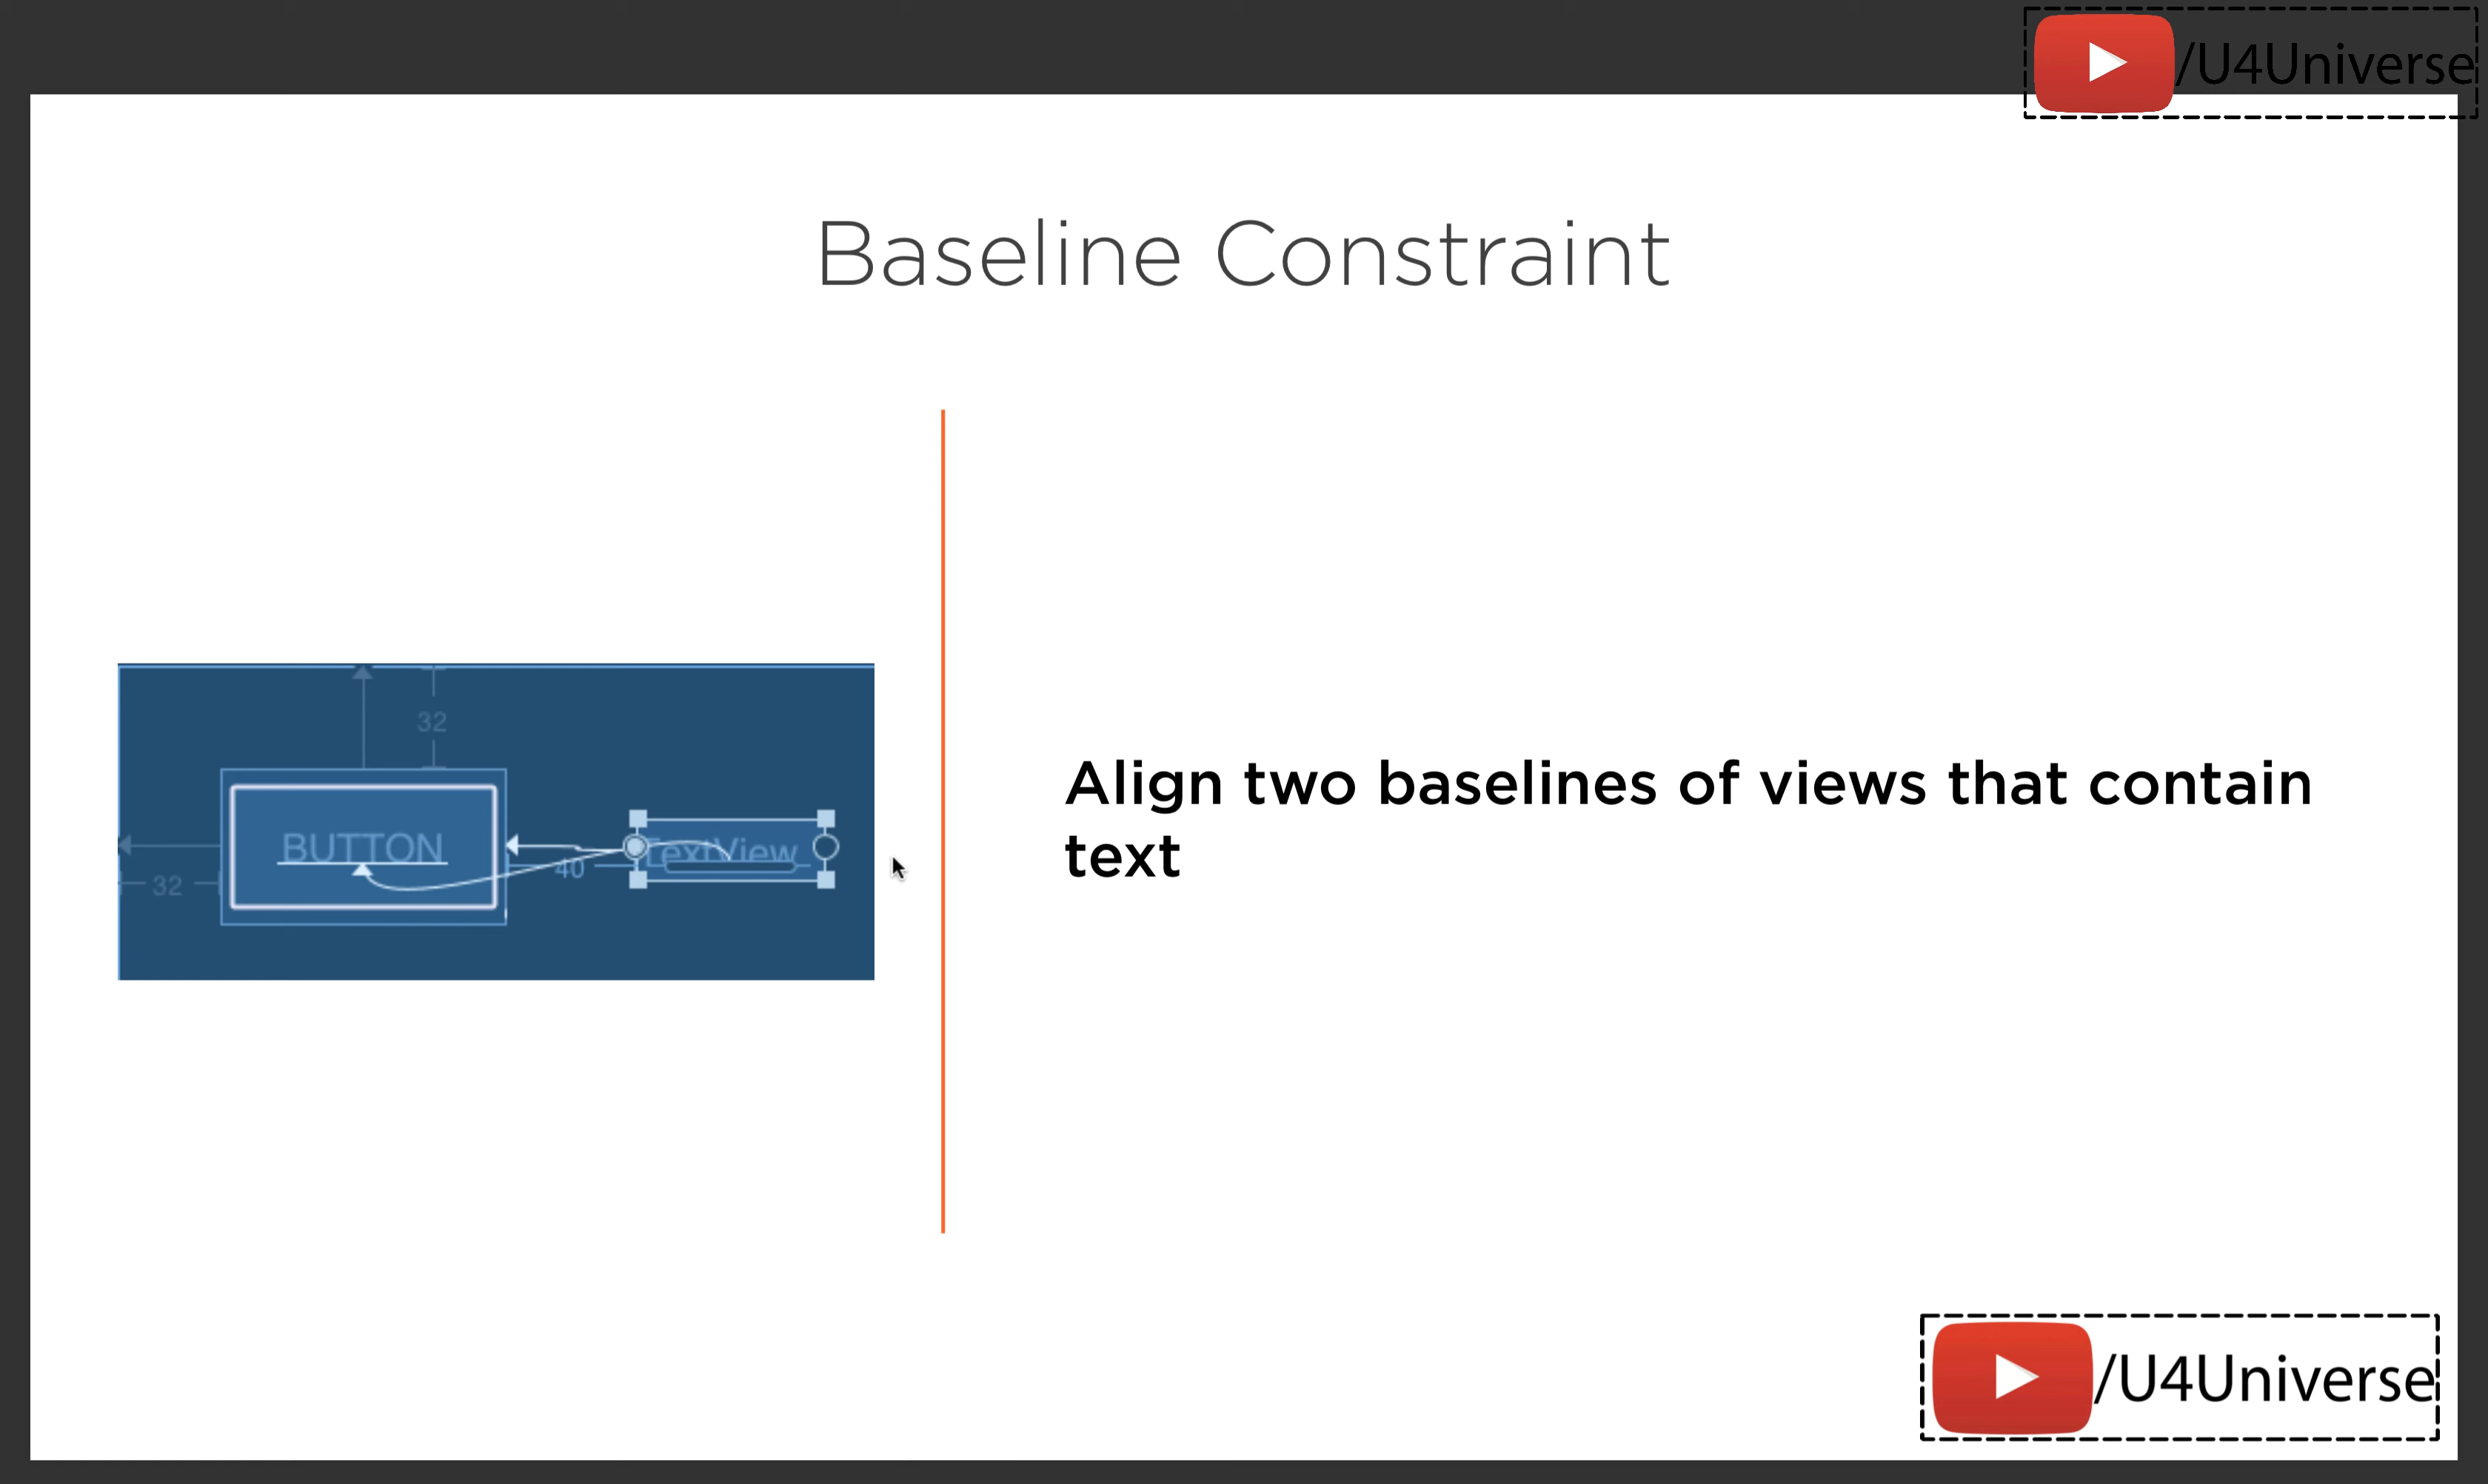 /U4Universe
Baseline Constraint
32
BUTTON
TextView
40
32
Align two baselines of views that contain
text
/U4Universe